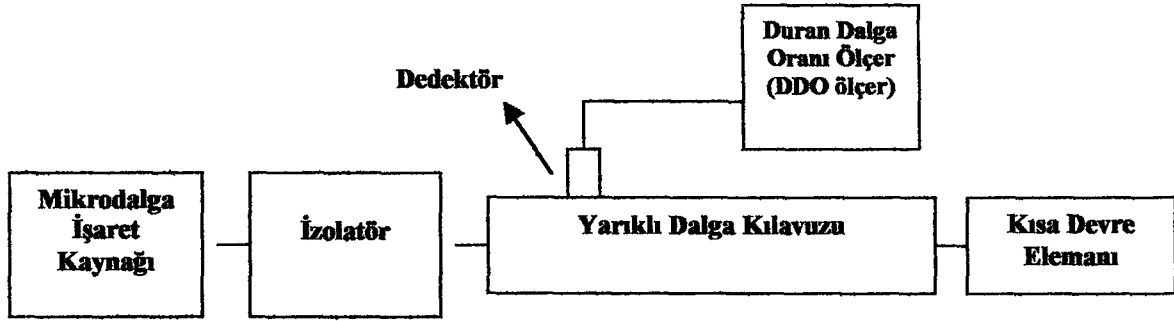 Duran Dalga
Oranı Ölçer
(DDO ölçer)
Dedektör
Mikrodalga
İşaret
Kaynağı
İzolatör
Yarıklı Dalga Kılavuzu
Kısa Devre
Elemanı